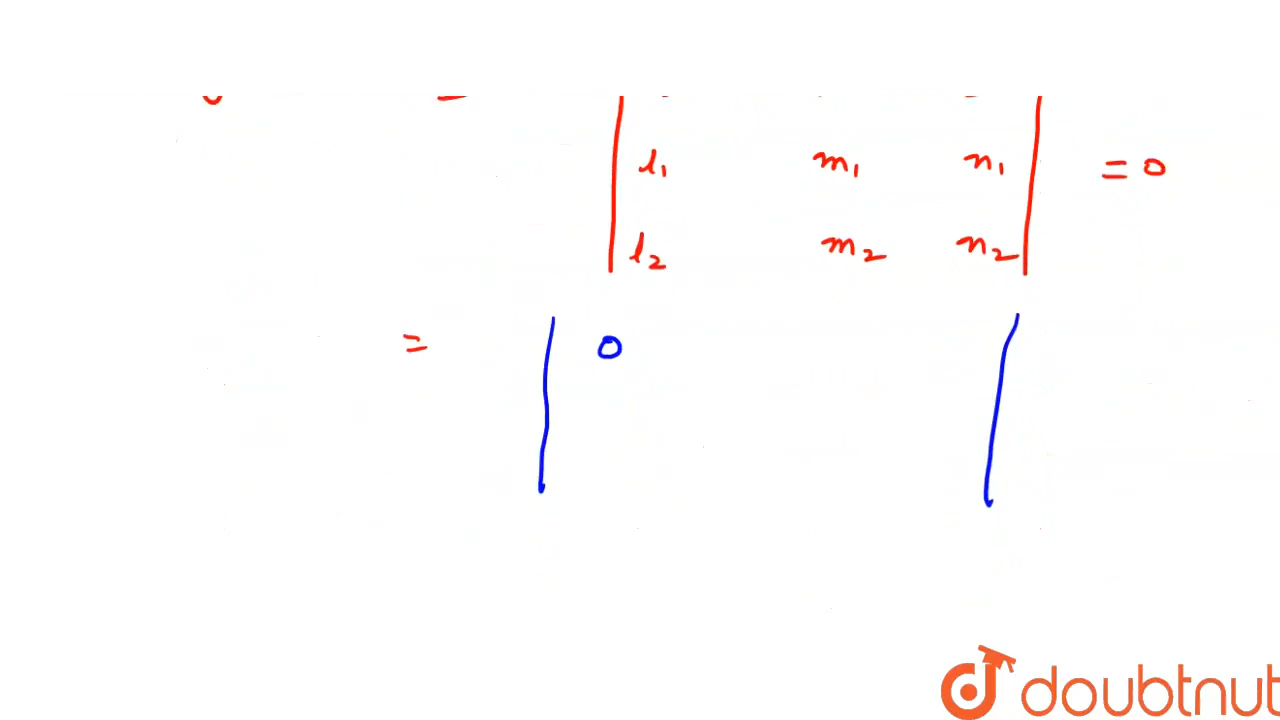 l₁ m₁ n₁ = 0
l₂ m₂ n₂
= | 0 |
doubtnut